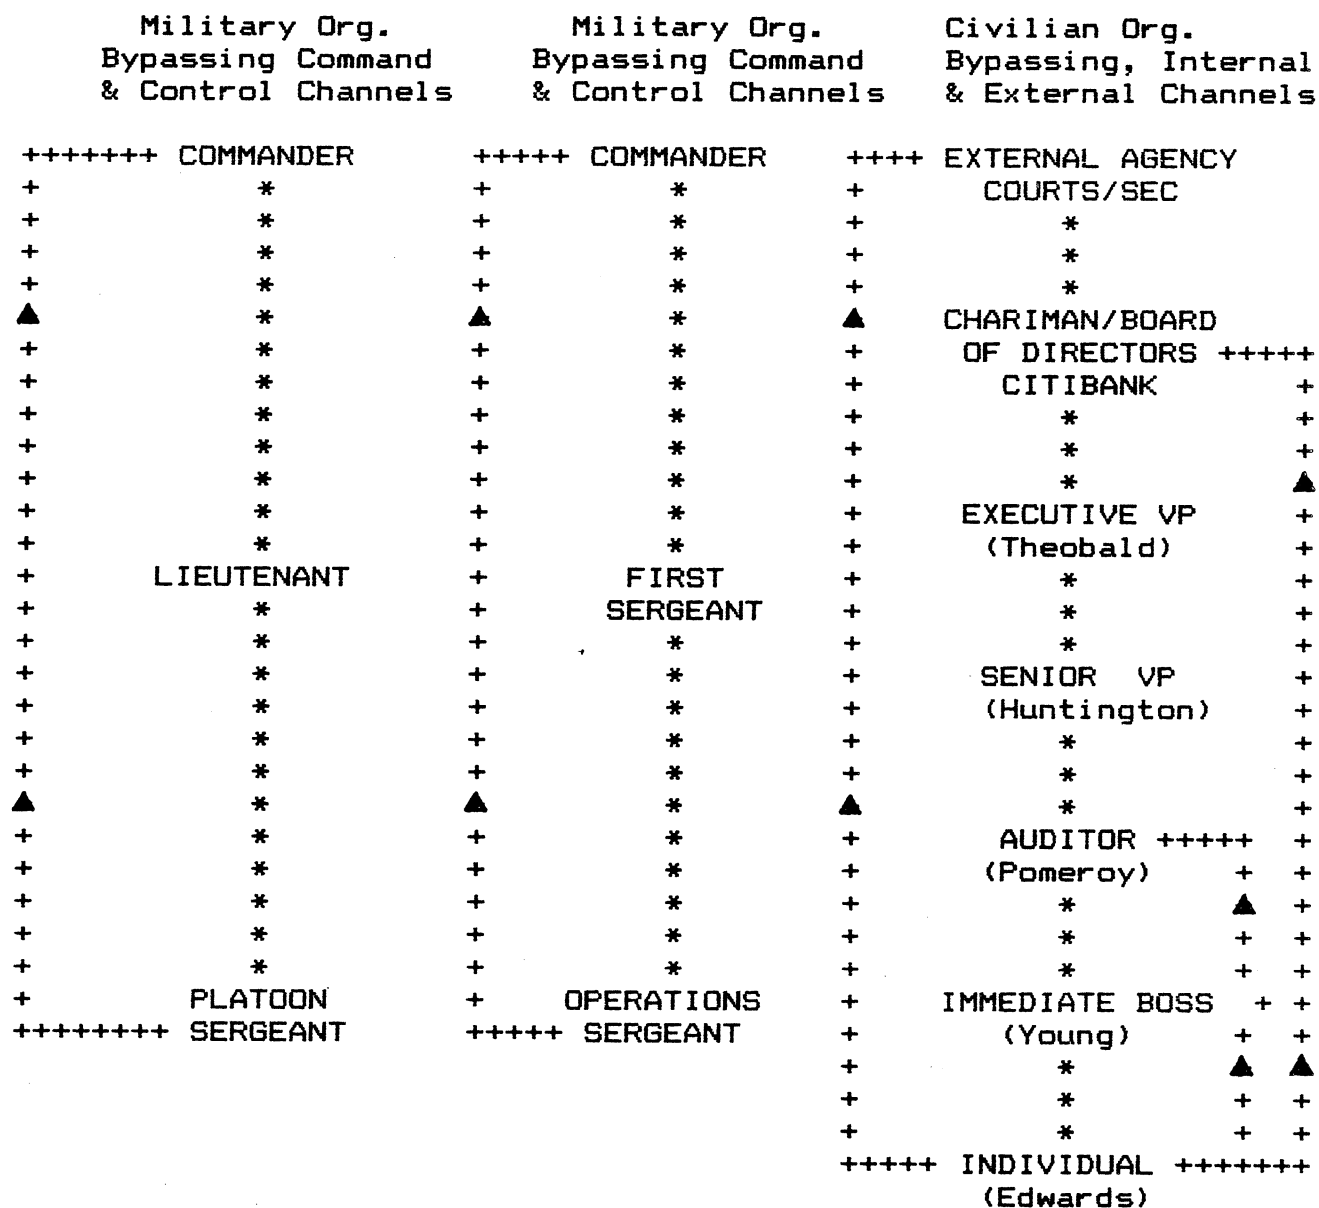 Military Org. Military Org. Civilian Org.
Bypassing Command Bypassing Command Bypassing, Internal
& Control Channels & Control Channels & External Channels
+++++++ COMMANDER +++++ COMMANDER ++++ EXTERNAL AGENCY
+ * + * + COURTS/SEC
+ * + * + *
+ * + * + *
+ * + * + *
▲ * ▲ * ▲ CHARIMAN/BOARD
+ * + * + OF DIRECTORS +++++
+ * + * + CITIBANK +
+ * + * + * +
+ * + * + * +
+ * + * + * ▲
+ * + * + EXECUTIVE VP +
+ * + * + (Theobald) +
+ LIEUTENANT + FIRST + * +
+ * + SERGEANT + * +
+ * + * + * +
+ * + * + SENIOR VP +
+ * + * + (Huntington) +
+ * + * + * +
+ * + * + * +
▲ * ▲ * ▲ * +
+ * + * + AUDITOR +++++ +
+ * + * + (Pomeroy) + +
+ * + * + * ▲ +
+ * + * + * + +
+ * + * + * + +
+ PLATOON + OPERATIONS + IMMEDIATE BOSS + +
++++++++ SERGEANT +++++ SERGEANT + (Young) + +
+ * ▲ ▲
+ * + +
+ * + +
+++++ INDIVIDUAL +++++++
(Edwards)